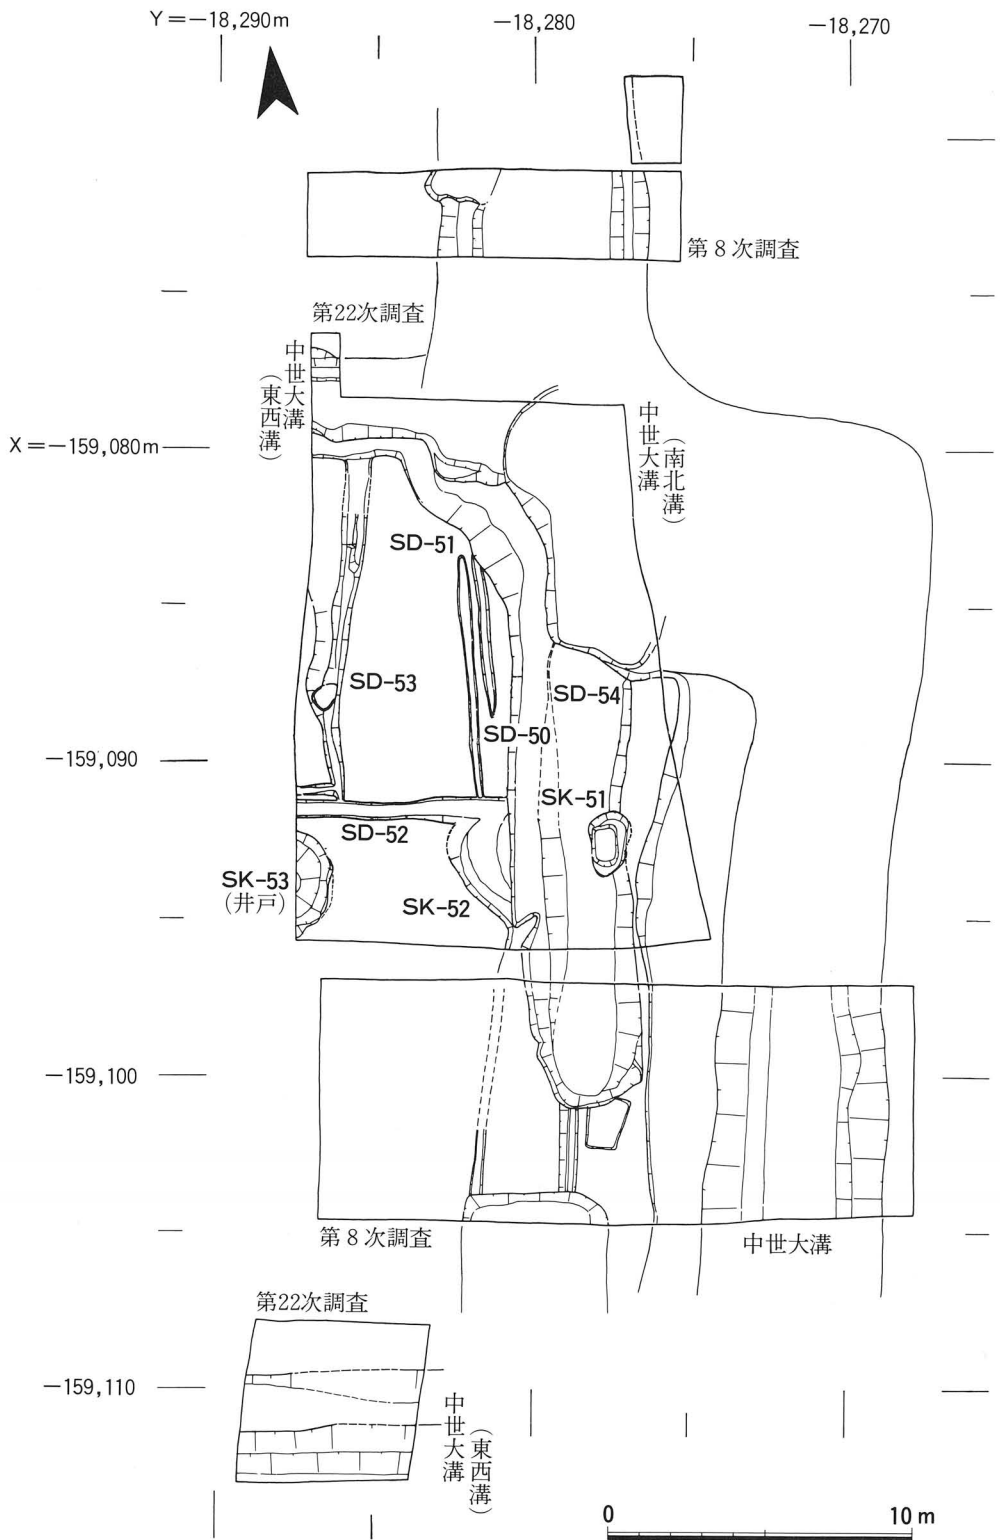 Y=-18,290m
-18,280
-18,270
第8次調査
第22次調査
中世大溝
(東西溝)
中世大溝
(南北溝)
X=-159,080m
SD-51
SD-53
SD-54
SD-50
-159,090
SK-51
SD-52
SK-53
(井戸)
SK-52
-159,100
第8次調査
中世大溝
第22次調査
-159,110
中世大溝
(東西溝)
0
10m